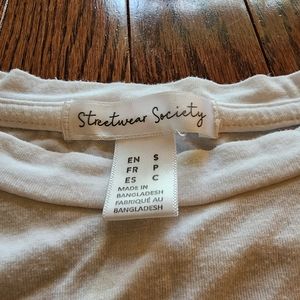 Streetwear Society
EN S
FR P
ES C
MADE IN
BANGLADESH
FABRIQUÉ AU
BANGLADESH